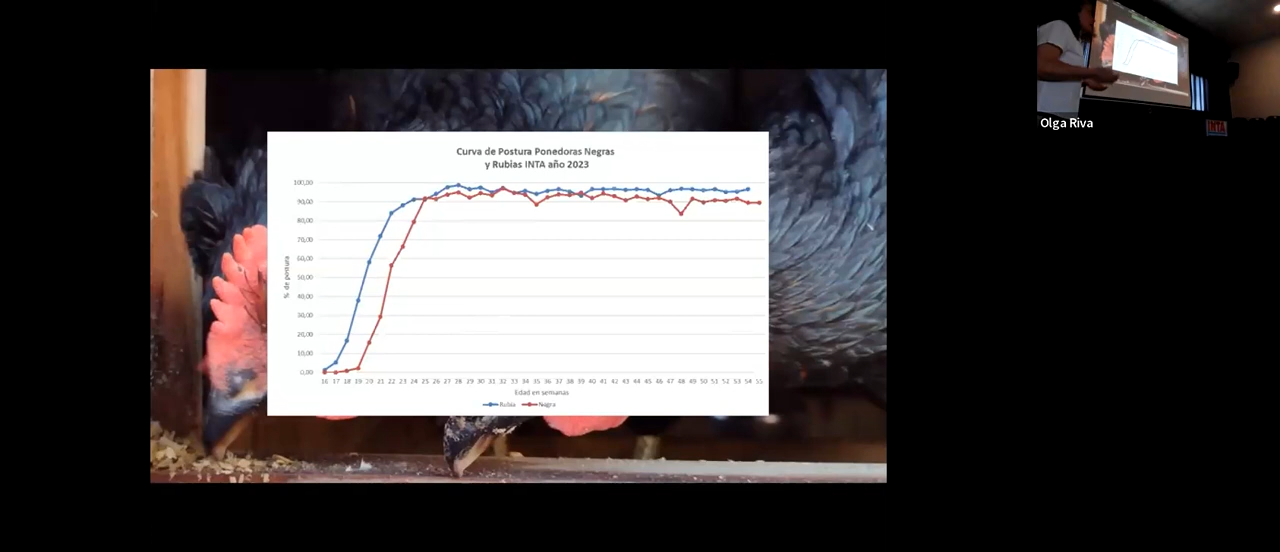 Curva de Postura Ponedoras Negras
y Rubias INTA año 2023
100,00
90,00
80,00
70,00
60,00
50,00
40,00
30,00
20,00
10,00
0,00
% de postura
16 17 18 19 20 21 22 23 24 25 26 27 28 29 30 31 32 33 34 35 36 37 38 39 40 41 42 43 44 45 46 47 48 49 50 51 52 53 54 55
Edad en semanas
Rubia Negra
Olga Riva
INTA